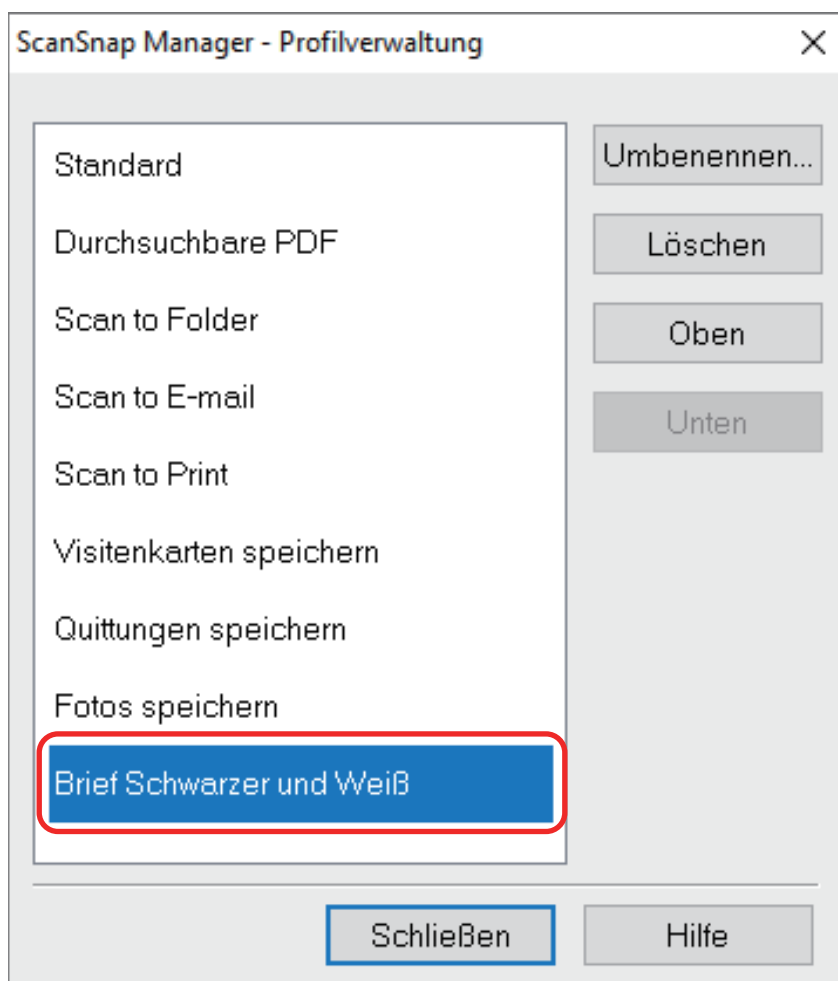 ScanSnap Manager - Profilverwaltung
Standard
Durchsuchbare PDF
Scan to Folder
Scan to E-mail
Scan to Print
Visitenkarten speichern
Quittungen speichern
Fotos speichern
Brief Schwarzer und Weiß
Umbenennen...
Löschen
Oben
Unten
Schließen
Hilfe